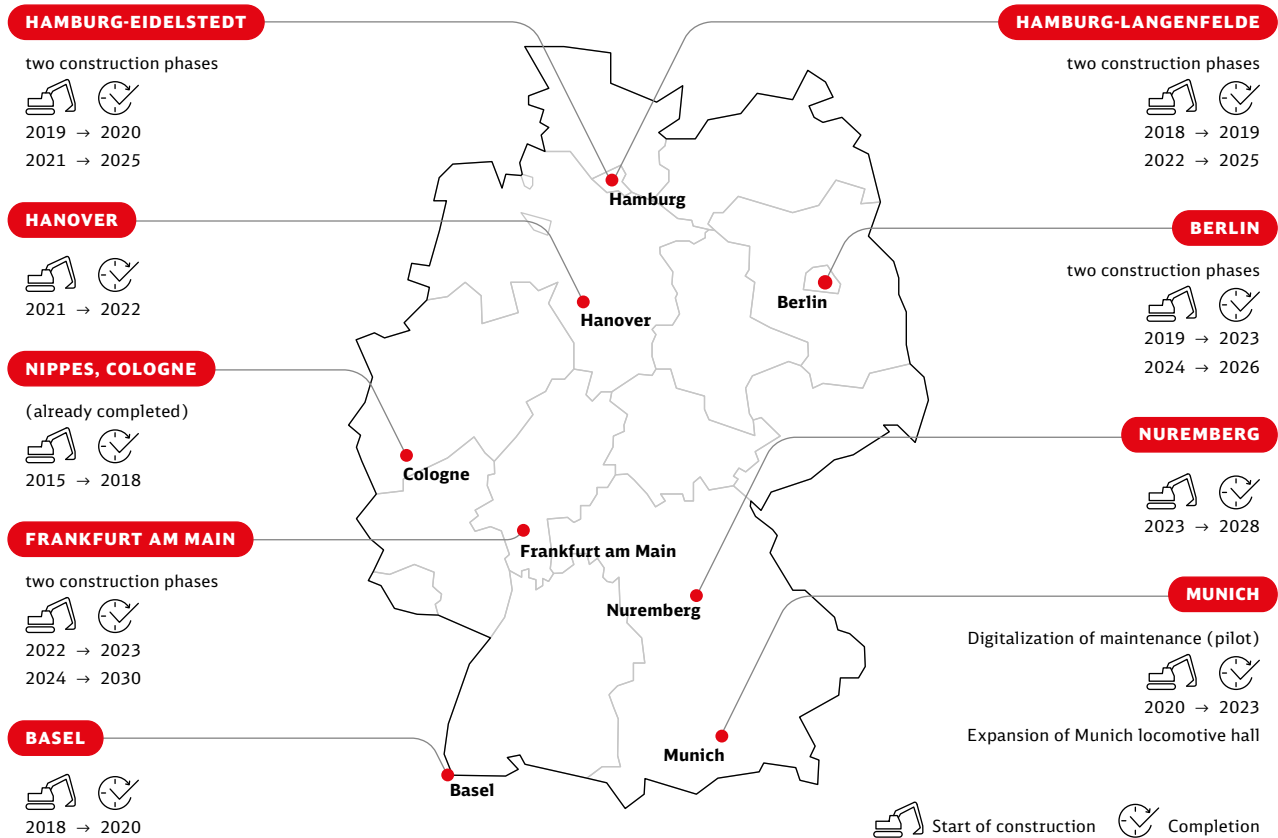 HAMBURG-EIDELSTEDT
two construction phases
2019 → 2020
2021 → 2025
HANOVER
2021 → 2022
NIPPES, COLOGNE
(already completed)
2015 → 2018
FRANKFURT AM MAIN
two construction phases
2022 → 2023
2024 → 2030
BASEL
2018 → 2020
Hamburg
Hanover
Berlin
Cologne
Frankfurt am Main
Nuremberg
Munich
Basel
HAMBURG-LANGENFELDE
two construction phases
2018 → 2019
2022 → 2025
BERLIN
two construction phases
2019 → 2023
2024 → 2026
NUREMBERG
2023 → 2028
MUNICH
Digitalization of maintenance (pilot)
2020 → 2023
Expansion of Munich locomotive hall
Start of construction
Completion